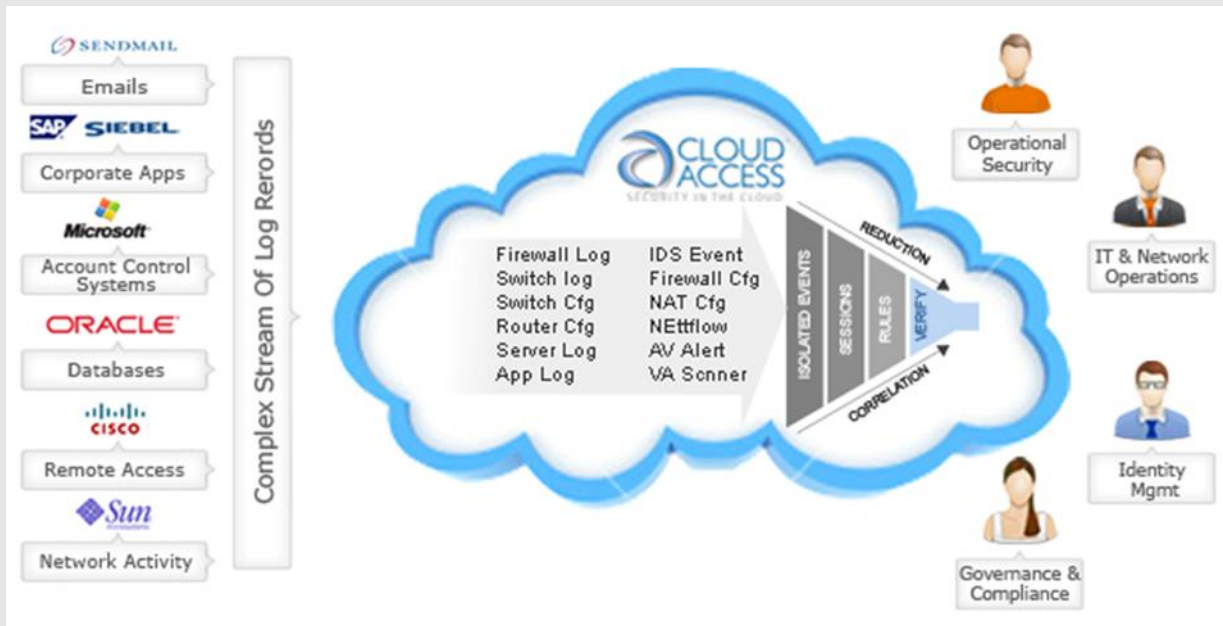 SENDMAIL
Emails
SAP SIEBEL
Corporate Apps
Microsoft
Account Control
Systems
ORACLE
Databases
CISCO
Remote Access
Sun
microsystems
Network Activity
Complex Stream Of Log Rerords
CLOUD
ACCESS
SECURITY IN THE CLOUD
Firewall Log
Switch log
Switch Cfg
Router Cfg
Server Log
App Log
IDS Event
Firewall Cfg
NAT Cfg
NEttflow
AV Alert
VA Scnner
ISOLATED EVENTS
SESSIONS
RULES
VERIFY
REDUCTION
CORRELATION
Operational
Security
IT & Network
Operations
Identity
Mgmt
Governance &
Compliance